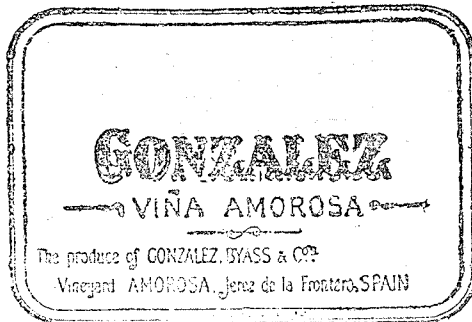 GONZALEZ
VIÑA AMOROSA
The produce of GONZALEZ, BYASS & Cº
Vineyard AMOROSA, Jerez de la Frontera, SPAIN